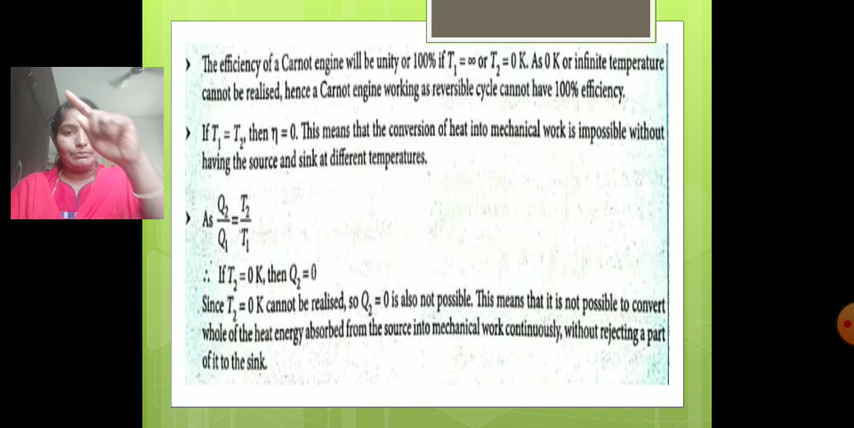 › The efficiency of a Carnot engine will be unity or 100% if T₁ = ∞ or T₂ = 0 K. As 0 K or infinite temperature
cannot be realised, hence a Carnot engine working as reversible cycle cannot have 100% efficiency.
› If T₁ = T₂, then η = 0. This means that the conversion of heat into mechanical work is impossible without
having the source and sink at different temperatures.
› As Q₂/Q₁ = T₂/T₁
∴ If T₂ = 0 K, then Q₂ = 0
Since T₂ = 0 K cannot be realised, so Q₂ = 0 is also not possible. This means that it is not possible to convert
whole of the heat energy absorbed from the source into mechanical work continuously, without rejecting a part
of it to the sink.